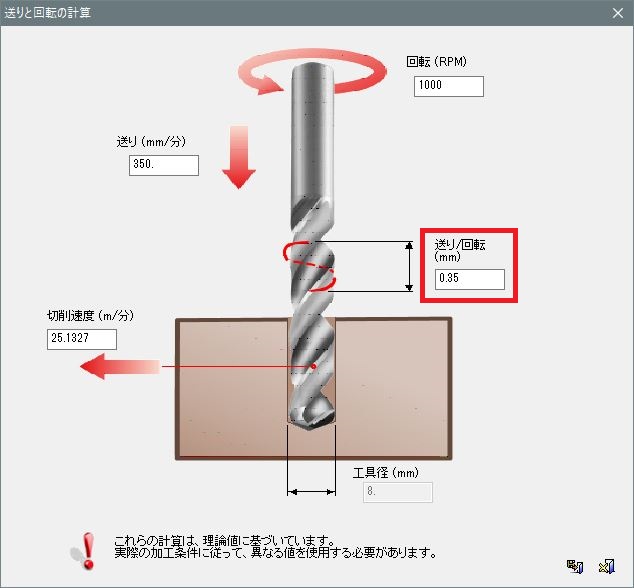 送りと回転の計算
回転 (RPM)
1000
送り (mm/分)
350.
送り/回転
(mm)
0.35
切削速度 (m/分)
25.1327
工具径 (mm)
8.
これらの計算は、理論値に基づいています。
実際の加工条件に従って、異なる値を使用する必要があります。